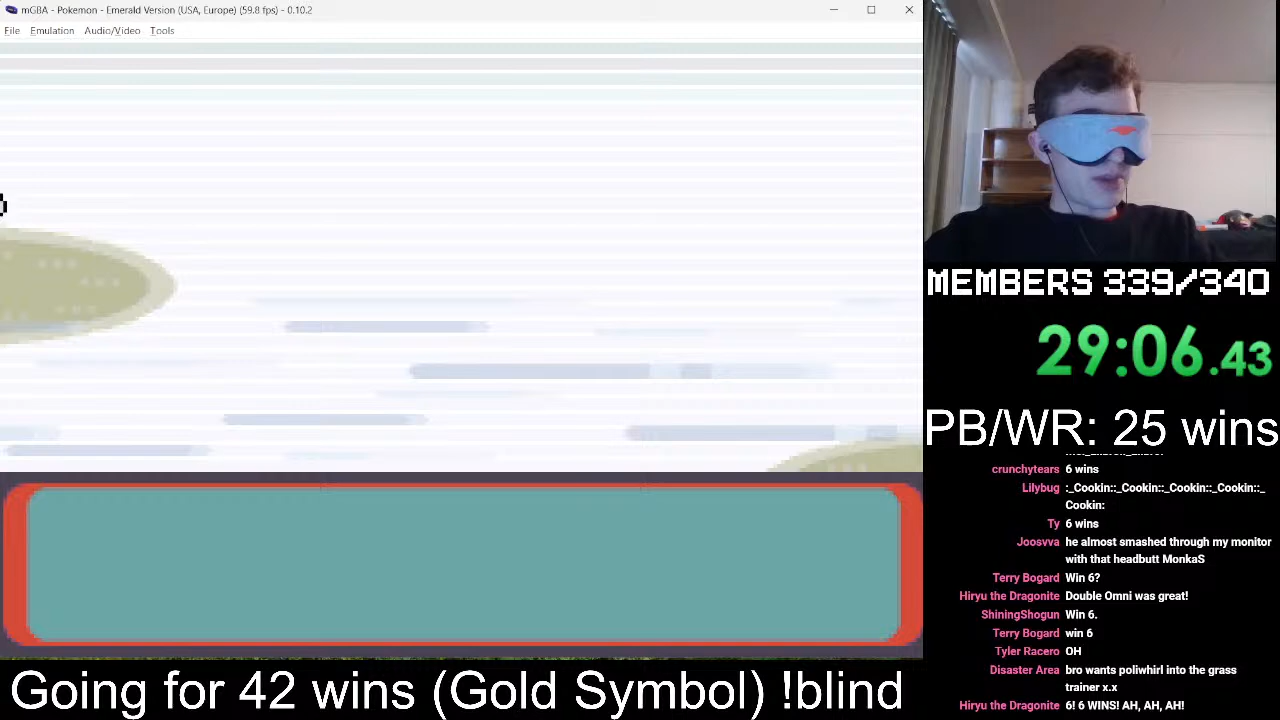 mGBA - Pokemon - Emerald Version (USA, Europe) (59.8 fps) - 0.10.2
File Emulation Audio/Video Tools
MEMBERS 339/340
29:06.43
PB/WR: 25 wins
crunchytears 6 wins
Lilybug :_Cookin::_Cookin::_Cookin::_Cookin::_
Cookin:
Ty 6 wins
Joosvva he almost smashed through my monitor
with that headbutt MonkaS
Terry Bogard Win 6?
Hiryu the Dragonite Double Omni was great!
ShiningShogun Win 6.
Terry Bogard win 6
Tyler Racero OH
Disaster Area bro wants poliwhirl into the grass
trainer x.x
Hiryu the Dragonite 6! 6 WINS! AH, AH, AH!
Going for 42 wins (Gold Symbol) !blind